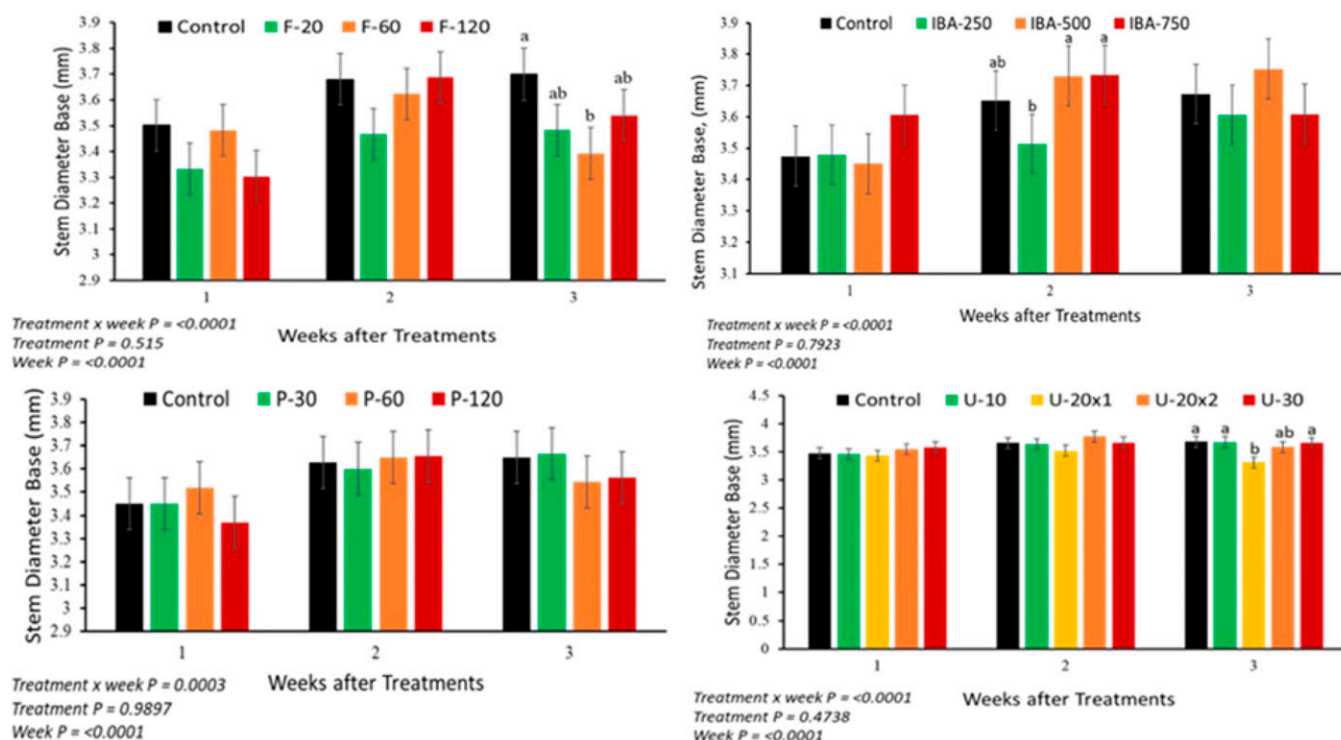 Control F-20 F-60 F-120
Stem Diameter Base (mm)
3.9
3.8
3.7
3.6
3.5
3.4
3.3
3.2
3.1
3
2.9
a
ab
b
ab
1 2 3
Weeks after Treatments
Treatment x week P = <0.0001
Treatment P = 0.515
Week P = <0.0001
Control IBA-250 IBA-500 IBA-750
Stem Diameter Base, (mm)
3.9
3.8
3.7
3.6
3.5
3.4
3.3
3.2
3.1
ab
b
a
a
1 2 3
Weeks after Treatments
Treatment x week P = <0.0001
Treatment P = 0.7923
Week P = <0.0001
Control P-30 P-60 P-120
Stem Diameter Base (mm)
3.9
3.8
3.7
3.6
3.5
3.4
3.3
3.2
3.1
3
2.9
1 2 3
Weeks after Treatments
Treatment x week P = 0.0003
Treatment P = 0.9897
Week P = <0.0001
Control U-10 U-20x1 U-20x2 U-30
Stem Diameter Base (mm)
4.5
4
3.5
3
2.5
2
1.5
1
0.5
0
a a b ab a
1 2 3
Weeks after Treatments
Treatment x week P = <0.0001
Treatment P = 0.4738
Week P = <0.0001